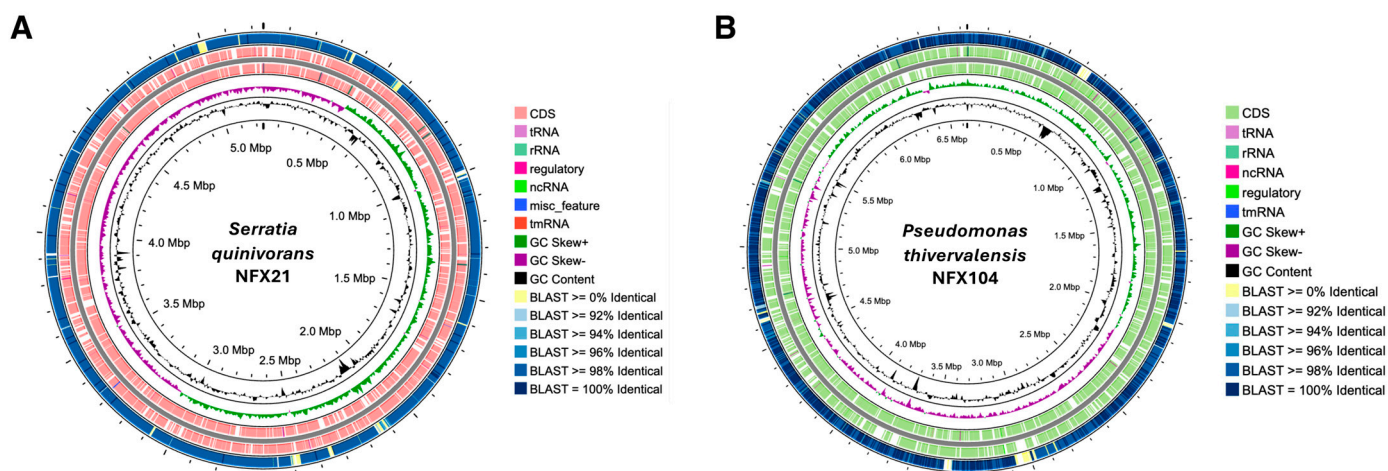 A
5.0 Mbp
0.5 Mbp
4.5 Mbp
1.0 Mbp
4.0 Mbp
1.5 Mbp
3.5 Mbp
2.0 Mbp
3.0 Mbp
2.5 Mbp
Serratia
quinivorans
NFX21
CDS
tRNA
rRNA
regulatory
ncRNA
misc_feature
tmRNA
GC Skew+
GC Skew-
GC Content
BLAST >= 0% Identical
BLAST >= 92% Identical
BLAST >= 94% Identical
BLAST >= 96% Identical
BLAST >= 98% Identical
BLAST = 100% Identical
B
6.5 Mbp
6.0 Mbp
0.5 Mbp
5.5 Mbp
1.0 Mbp
5.0 Mbp
1.5 Mbp
4.5 Mbp
2.0 Mbp
4.0 Mbp
2.5 Mbp
3.5 Mbp
3.0 Mbp
Pseudomonas
thivervalensis
NFX104
CDS
tRNA
rRNA
ncRNA
regulatory
tmRNA
GC Skew+
GC Skew-
GC Content
BLAST >= 0% Identical
BLAST >= 92% Identical
BLAST >= 94% Identical
BLAST >= 96% Identical
BLAST >= 98% Identical
BLAST = 100% Identical